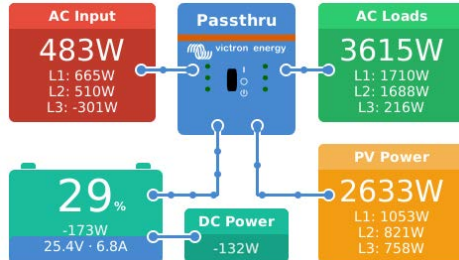 AC Input
483W
L1: 665W
L2: 510W
L3: -301W
Passthru
victron energy
I
AC Loads
3615W
L1: 1710W
L2: 1688W
L3: 216W
29%
-173W
25.4V · 6.8A
DC Power
-132W
PV Power
2633W
L1: 1053W
L2: 821W
L3: 758W